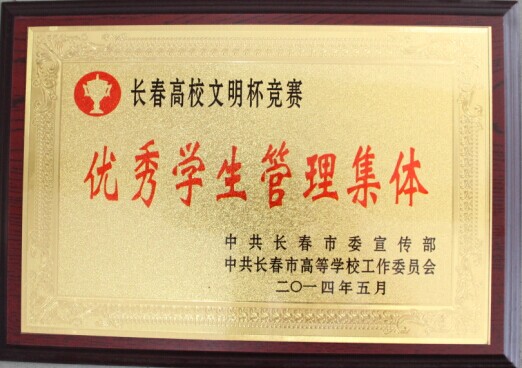 长春高校文明杯竞赛
优秀学生管理集体
中共长春市委宣传部
中共长春市高等学校工作委员会
二〇一四年五月